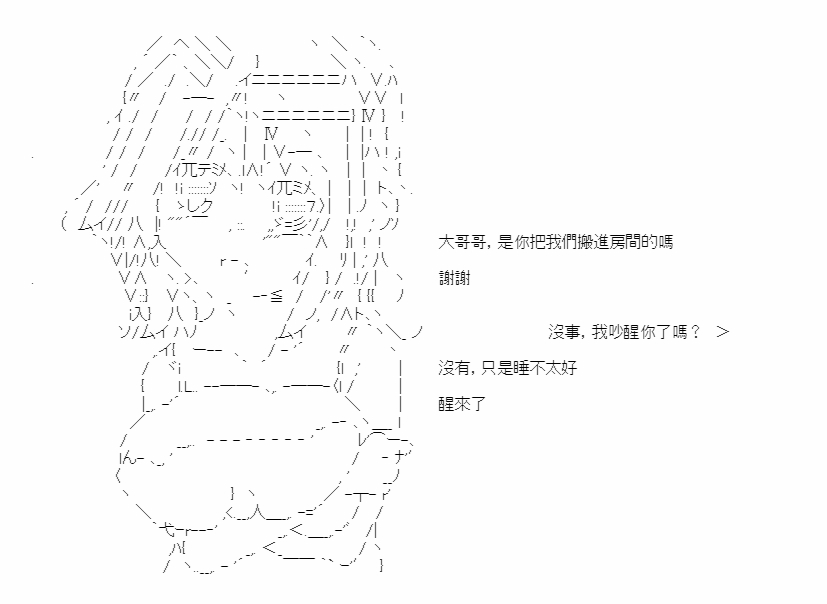 大哥哥，是你把我們搬進房間的嗎
謝謝
沒事，我吵醒你了嗎？ ＞
沒有，只是睡不太好
醒來了